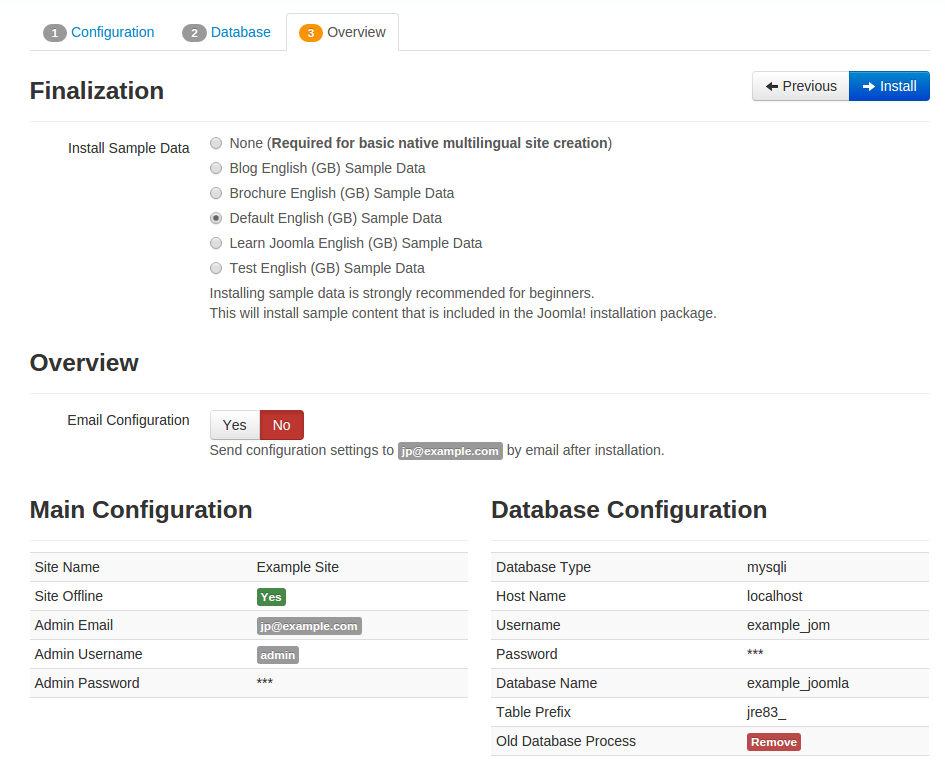 1 Configuration 2 Database 3 Overview
Finalization
Previous Install
Install Sample Data
None (Required for basic native multilingual site creation)
Blog English (GB) Sample Data
Brochure English (GB) Sample Data
Default English (GB) Sample Data
Learn Joomla English (GB) Sample Data
Test English (GB) Sample Data
Installing sample data is strongly recommended for beginners.
This will install sample content that is included in the Joomla! installation package.
Overview
Email Configuration
Yes No
Send configuration settings to jp@example.com by email after installation.
Main Configuration
Site Name Example Site
Site Offline Yes
Admin Email jp@example.com
Admin Username admin
Admin Password ***
Database Configuration
Database Type mysqli
Host Name localhost
Username example_jom
Password ***
Database Name example_joomla
Table Prefix jre83_
Old Database Process Remove